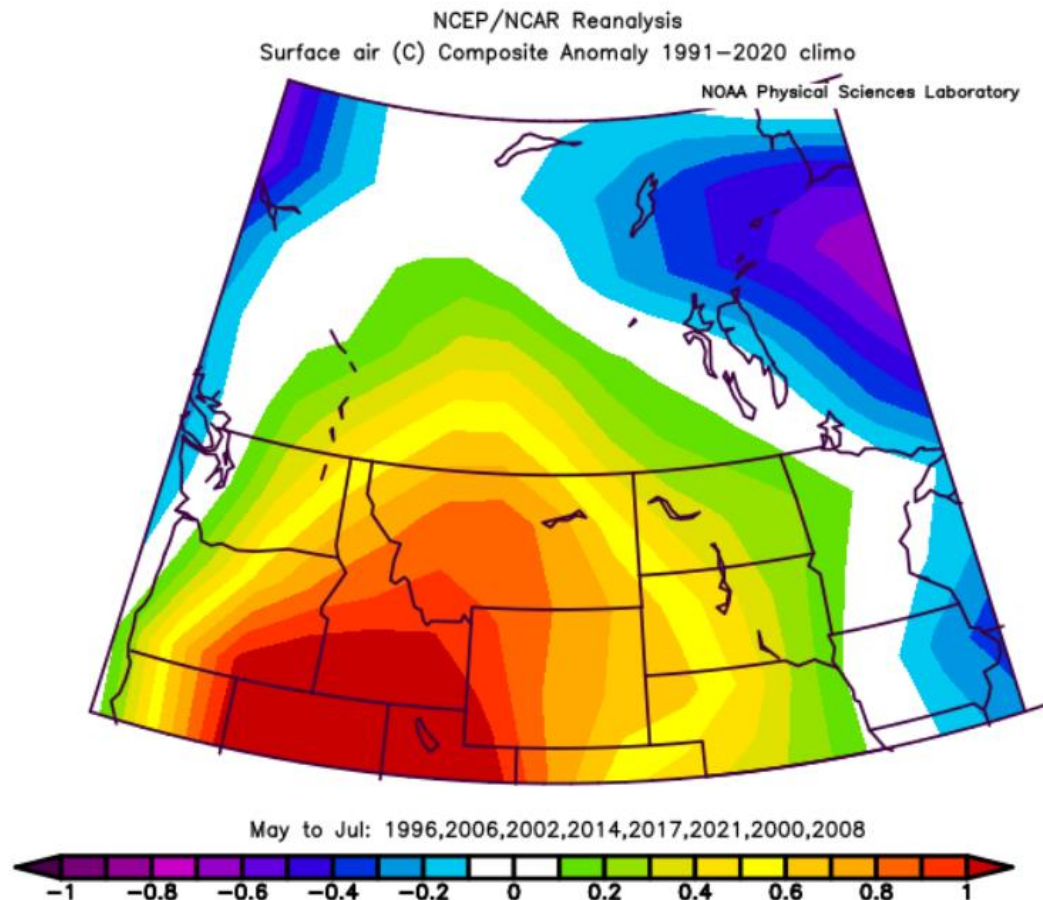 NCEP/NCAR Reanalysis
Surface air (C) Composite Anomaly 1991-2020 climo
NOAA Physical Sciences Laboratory
May to Jul: 1996,2006,2002,2014,2017,2021,2000,2008
-1 -0.8 -0.6 -0.4 -0.2 0 0.2 0.4 0.6 0.8 1